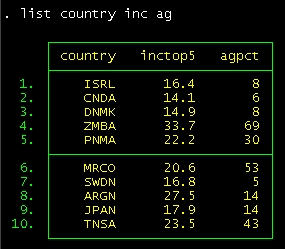 . list country inc ag
country inctop5 agpct
1. ISRL 16.4 8
2. CNDA 14.1 6
3. DNMK 14.9 8
4. ZMBA 33.7 69
5. PNMA 22.2 30
6. MRCO 20.6 53
7. SWDN 16.8 5
8. ARGN 27.5 14
9. JPAN 17.9 14
10. TNSA 23.5 43